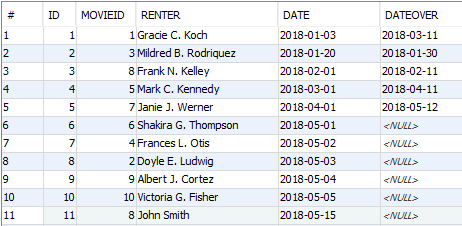 # ID MOVIEID RENTER DATE DATEOVER
1 1 1 Gracie C. Koch 2018-01-03 2018-03-11
2 2 3 Mildred B. Rodriquez 2018-01-20 2018-01-30
3 3 8 Frank N. Kelley 2018-02-01 2018-02-11
4 4 5 Mark C. Kennedy 2018-03-01 2018-04-11
5 5 7 Janie J. Werner 2018-04-01 2018-05-12
6 6 6 Shakira G. Thompson 2018-05-01 <NULL>
7 7 4 Frances L. Otis 2018-05-02 <NULL>
8 8 2 Doyle E. Ludwig 2018-05-03 <NULL>
9 9 9 Albert J. Cortez 2018-05-04 <NULL>
10 10 10 Victoria G. Fisher 2018-05-05 <NULL>
11 11 8 John Smith 2018-05-15 <NULL>